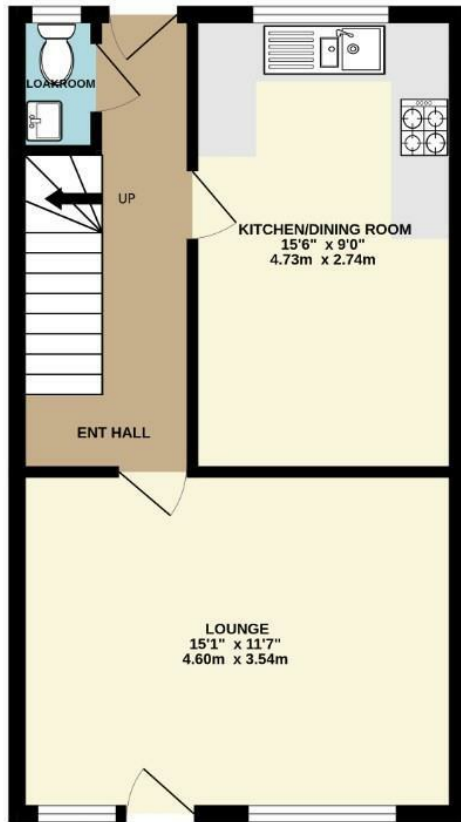 LOAKROOM
UP
KITCHEN/DINING ROOM
15'6" x 9'0"
4.73m x 2.74m
ENT HALL
LOUNGE
15'1" x 11'7"
4.60m x 3.54m